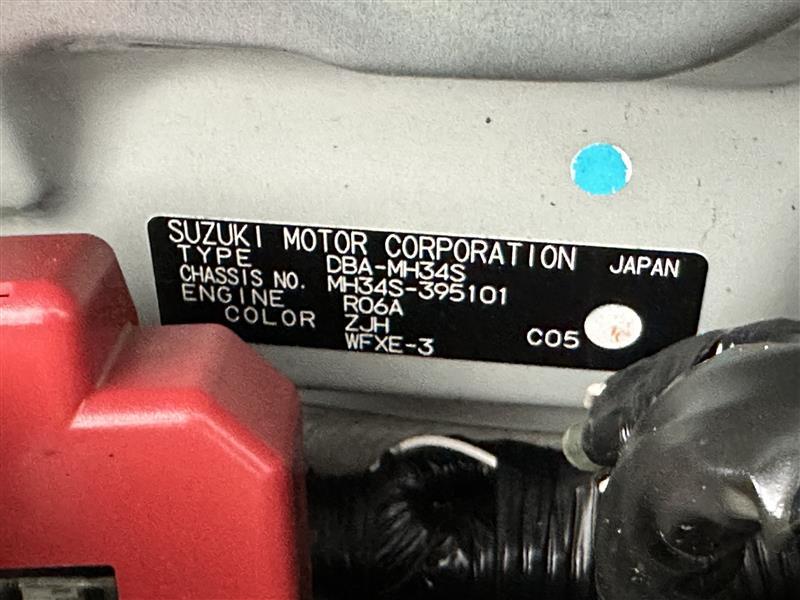 SUZUKI MOTOR CORPORATION JAPAN
TYPE DBA-MH34S
CHASSIS NO. MH34S-395101
ENGINE R06A
COLOR ZJH
WFXE-3 C05